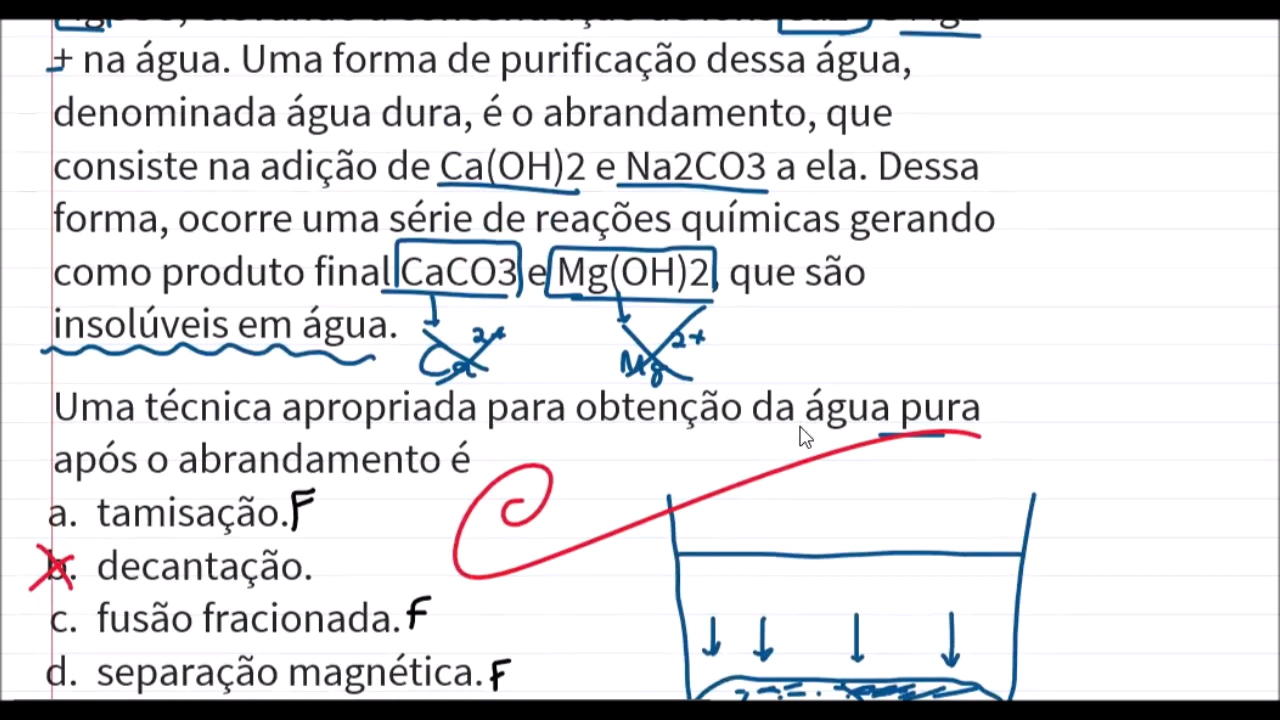 + na água. Uma forma de purificação dessa água,
denominada água dura, é o abrandamento, que
consiste na adição de Ca(OH)2 e Na2CO3 a ela. Dessa
forma, ocorre uma série de reações químicas gerando
como produto final CaCO3 e Mg(OH)2, que são
insolúveis em água.
Ca2+ Mg2+
Uma técnica apropriada para obtenção da água pura
após o abrandamento é
a. tamisação. F
b. decantação.
c. fusão fracionada. F
d. separação magnética. F